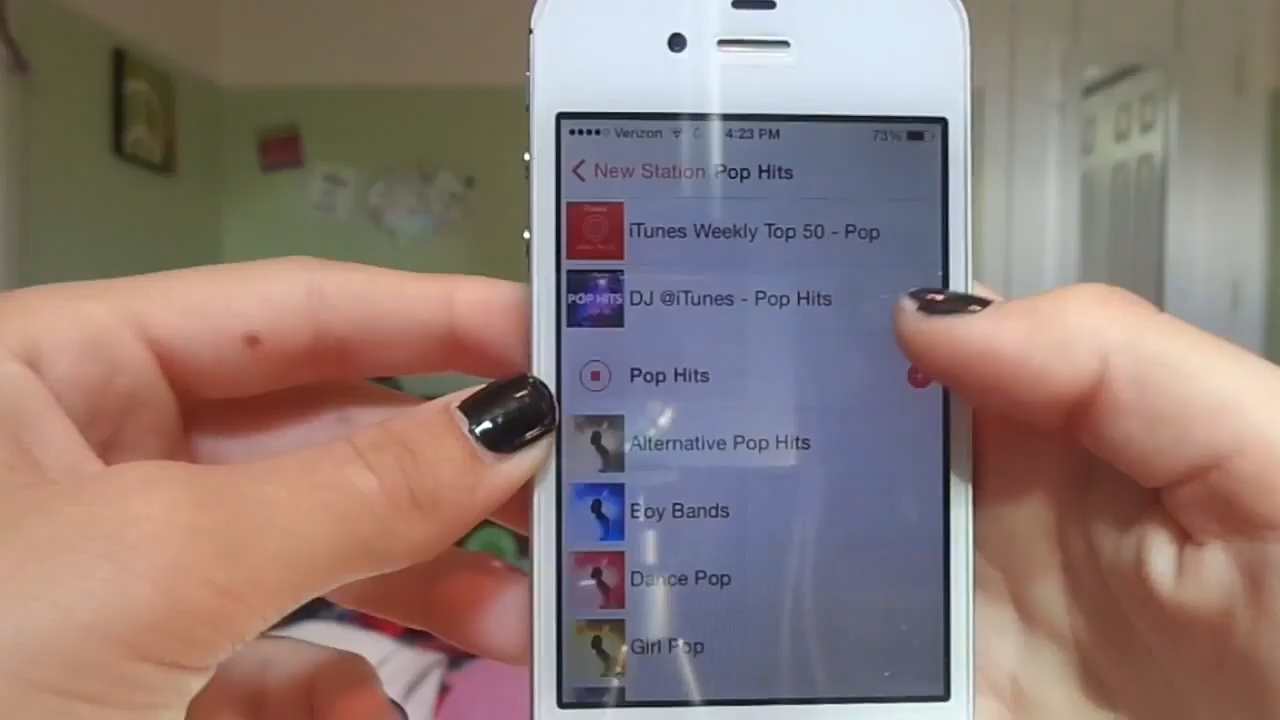 Verizon 4:23 PM 73%
New Station Pop Hits
iTunes Weekly Top 50 - Pop
POP HITS
DJ @iTunes - Pop Hits
Pop Hits
Alternative Pop Hits
Boy Bands
Dance Pop
Girl Pop